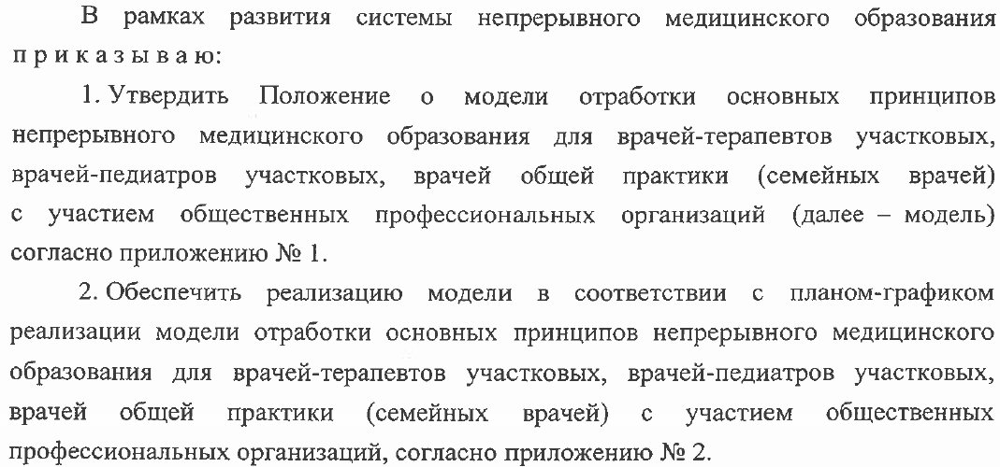 В рамках развития системы непрерывного медицинского образования
п р и к а з ы в а ю:
1. Утвердить Положение о модели отработки основных принципов
непрерывного медицинского образования для врачей-терапевтов участковых,
врачей-педиатров участковых, врачей общей практики (семейных врачей)
с участием общественных профессиональных организаций (далее – модель)
согласно приложению № 1.
2. Обеспечить реализацию модели в соответствии с планом-графиком
реализации модели отработки основных принципов непрерывного медицинского
образования для врачей-терапевтов участковых, врачей-педиатров участковых,
врачей общей практики (семейных врачей) с участием общественных
профессиональных организаций, согласно приложению № 2.